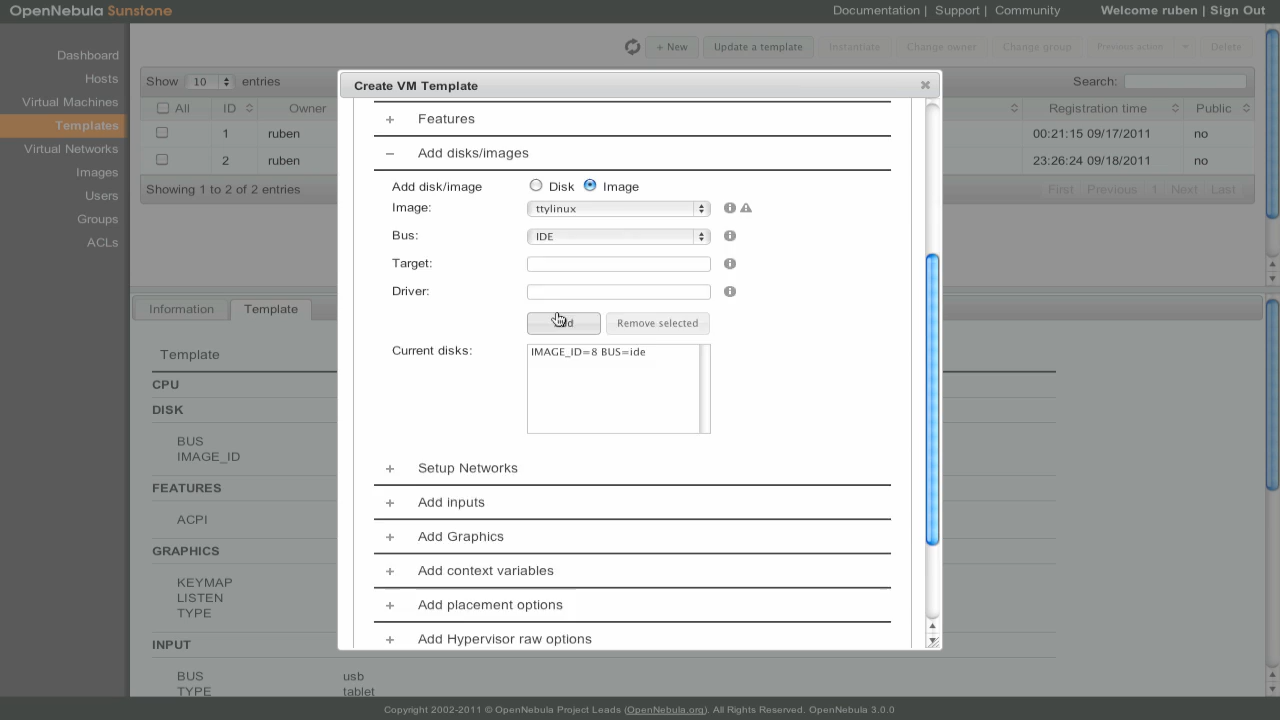 OpenNebula Sunstone
Documentation | Support | Community Welcome ruben | Sign Out
Dashboard
Hosts
Virtual Machines
Templates
Virtual Networks
Images
Users
Groups
ACLs
+ New Update a template Instantiate Change owner Change group Previous action Delete
Show 10 entries Search:
All ID Owner Registration time Public
1 ruben 00:21:15 09/17/2011 no
2 ruben 23:26:24 09/18/2011 no
Showing 1 to 2 of 2 entries First Previous 1 Next Last
Create VM Template
+ Features
− Add disks/images
Add disk/image Disk Image
Image: ttylinux
Bus: IDE
Target:
Driver:
Remove selected
Current disks: IMAGE_ID=8 BUS=ide
+ Setup Networks
+ Add inputs
+ Add Graphics
+ Add context variables
+ Add placement options
+ Add Hypervisor raw options
Information Template
Template
CPU
DISK
BUS
IMAGE_ID
FEATURES
ACPI
GRAPHICS
KEYMAP
LISTEN
TYPE
INPUT
BUS usb
TYPE tablet
Copyright 2002-2011 © OpenNebula Project Leads (OpenNebula.org). All Rights Reserved. OpenNebula 3.0.0